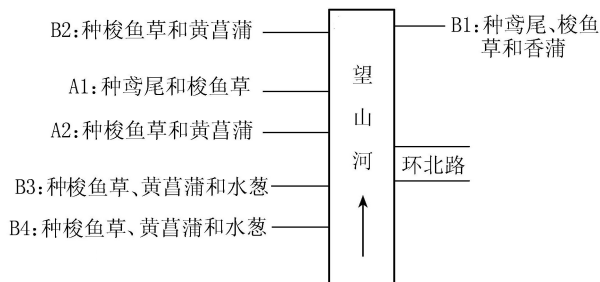 B2:种梭鱼草和黄菖蒲
B1:种鸢尾、梭鱼
草和香蒲
A1:种鸢尾和梭鱼草
A2:种梭鱼草和黄菖蒲
望山河
环北路
B3:种梭鱼草、黄菖蒲和水葱
B4:种梭鱼草、黄菖蒲和水葱